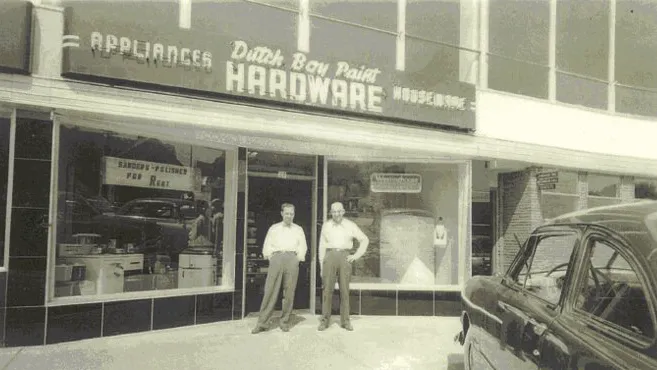 APPLIANCES
Dutch Boy Paint
HARDWARE
HOUSEWARE
SANDERS - POLISHER
FOR RENT